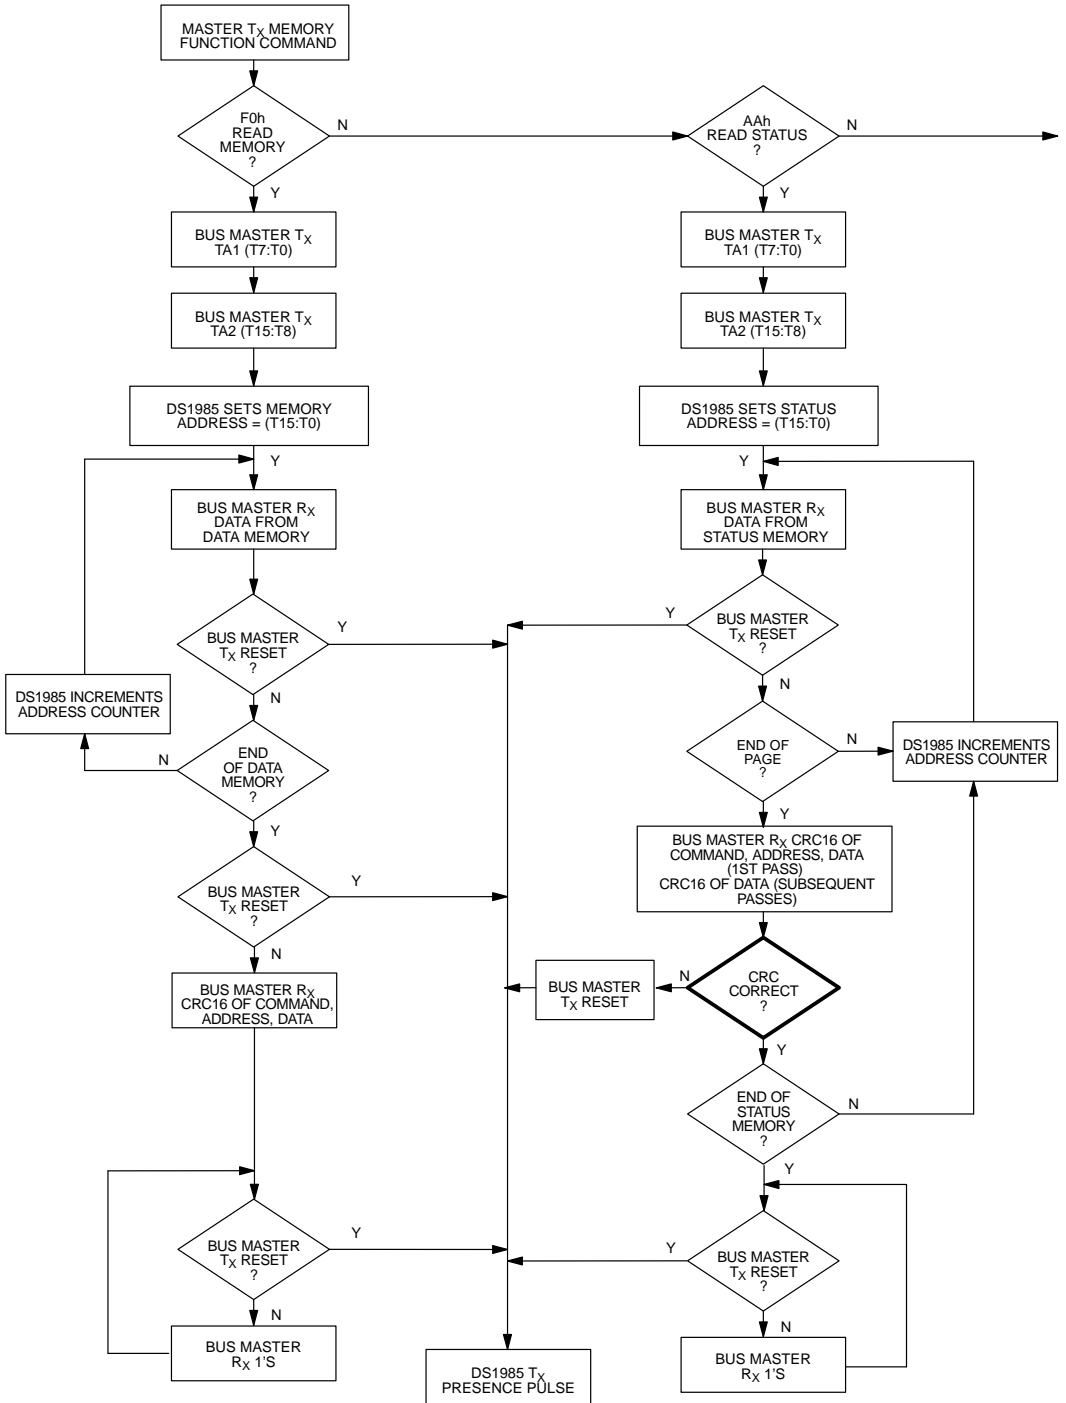 MASTER TX MEMORY
FUNCTION COMMAND
F0h
READ
MEMORY
?
N
Y
AAh
READ STATUS
?
N
Y
BUS MASTER TX
TA1 (T7:T0)
BUS MASTER TX
TA1 (T7:T0)
BUS MASTER TX
TA2 (T15:T8)
BUS MASTER TX
TA2 (T15:T8)
DS1985 SETS MEMORY
ADDRESS = (T15:T0)
DS1985 SETS STATUS
ADDRESS = (T15:T0)
Y
Y
BUS MASTER RX
DATA FROM
DATA MEMORY
BUS MASTER RX
DATA FROM
STATUS MEMORY
BUS MASTER
TX RESET
?
Y
N
Y
BUS MASTER
TX RESET
?
N
DS1985 INCREMENTS
ADDRESS COUNTER
N
END
OF DATA
MEMORY
?
Y
END OF
PAGE
?
N
Y
DS1985 INCREMENTS
ADDRESS COUNTER
BUS MASTER RX CRC16 OF
COMMAND, ADDRESS, DATA
(1ST PASS)
CRC16 OF DATA (SUBSEQUENT
PASSES)
BUS MASTER
TX RESET
?
Y
N
BUS MASTER RX
CRC16 OF COMMAND,
ADDRESS, DATA
BUS MASTER
TX RESET
N
CRC
CORRECT
?
Y
END OF
STATUS
MEMORY
?
N
Y
BUS MASTER
TX RESET
?
Y
N
Y
BUS MASTER
TX RESET
?
N
BUS MASTER
RX 1'S
DS1985 TX
PRESENCE PULSE
BUS MASTER
RX 1'S